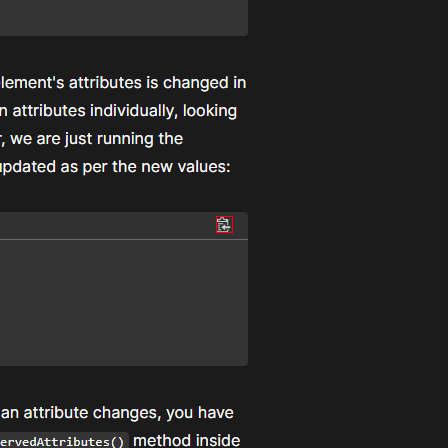 lement's attributes is changed in
n attributes individually, looking
, we are just running the
updated as per the new values:
an attribute changes, you have
ervedAttributes() method inside